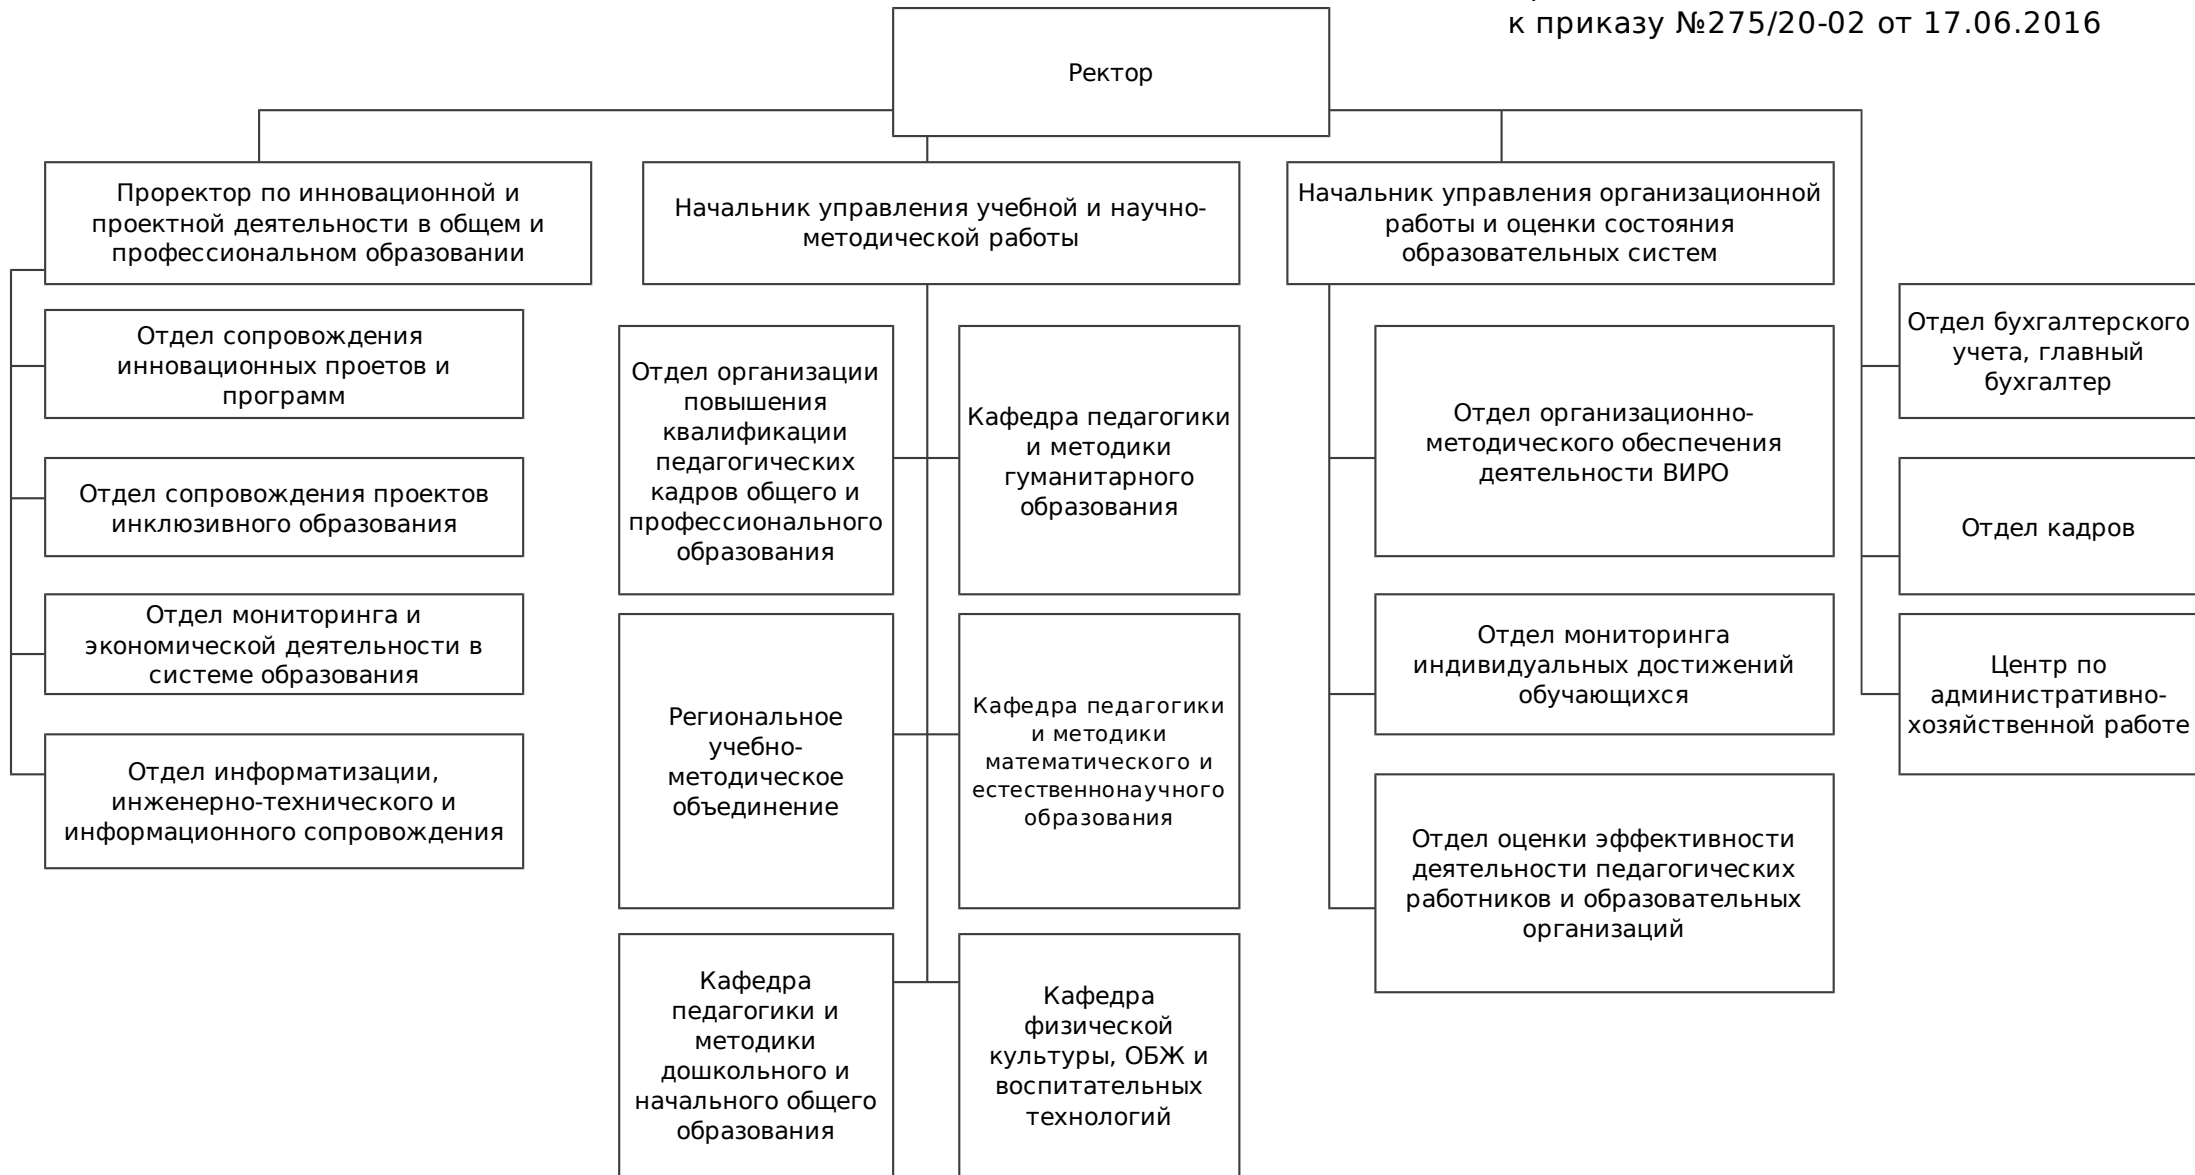 к приказу №275/20-02 от 17.06.2016
Ректор
Проректор по инновационной и
проектной деятельности в общем и
профессиональном образовании
Начальник управления учебной и научно-
методической работы
Начальник управления организационной
работы и оценки состояния
образовательных систем
Отдел сопровождения
инновационных проетов и
программ
Отдел сопровождения проектов
инклюзивного образования
Отдел мониторинга и
экономической деятельности в
системе образования
Отдел информатизации,
инженерно-технического и
информационного сопровождения
Отдел организации
повышения
квалификации
педагогических
кадров общего и
профессионального
образования
Кафедра педагогики
и методики
гуманитарного
образования
Региональное
учебно-
методическое
объединение
Кафедра педагогики
и методики
математического и
естественнонаучного
образования
Кафедра
педагогики и
методики
дошкольного и
начального общего
образования
Кафедра
физической
культуры, ОБЖ и
воспитательных
технологий
Отдел организационно-
методического обеспечения
деятельности ВИРО
Отдел мониторинга
индивидуальных достижений
обучающихся
Отдел оценки эффективности
деятельности педагогических
работников и образовательных
организаций
Отдел бухгалтерского
учета, главный
бухгалтер
Отдел кадров
Центр по
административно-
хозяйственной работе